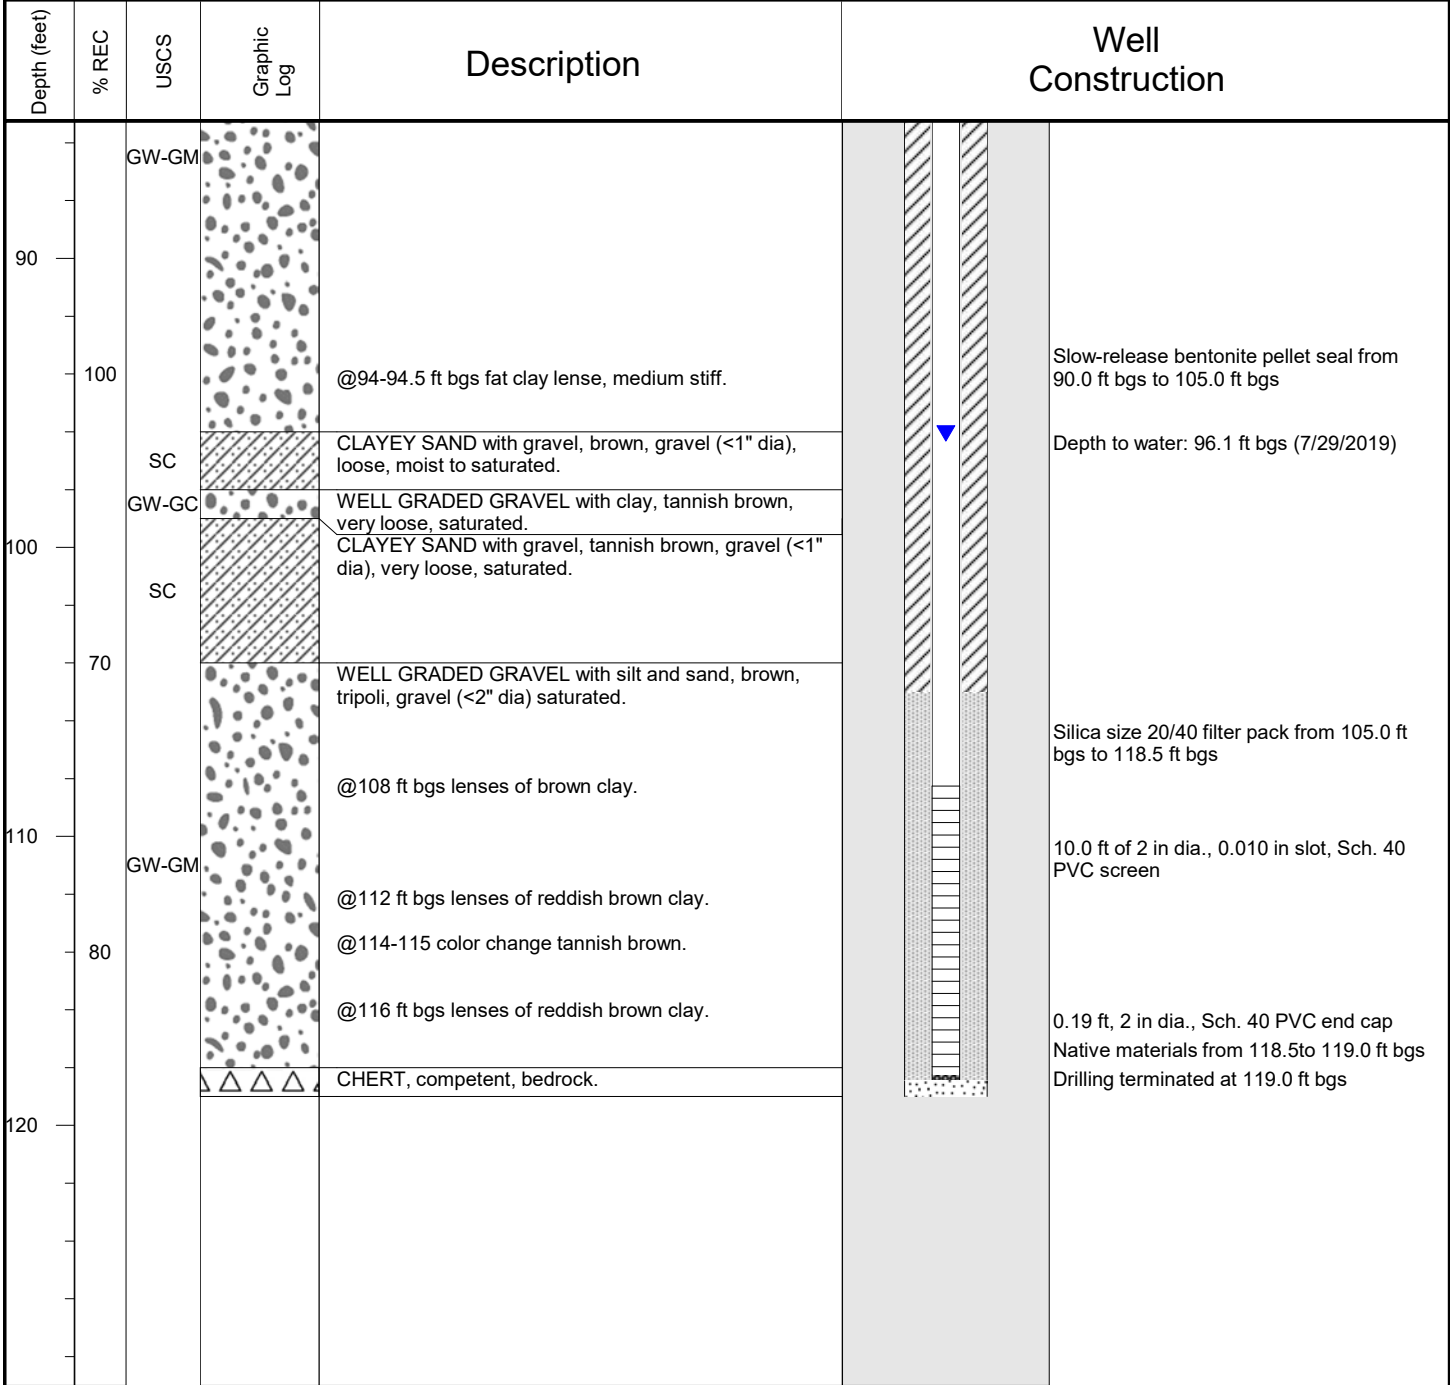 Depth (feet)
% REC
USCS
Graphic
Log
Description
Well
Construction
GW-GM
90
100
@94-94.5 ft bgs fat clay lense, medium stiff.
Slow-release bentonite pellet seal from
90.0 ft bgs to 105.0 ft bgs
SC
CLAYEY SAND with gravel, brown, gravel (<1" dia),
loose, moist to saturated.
Depth to water: 96.1 ft bgs (7/29/2019)
GW-GC
WELL GRADED GRAVEL with clay, tannish brown,
very loose, saturated.
100
CLAYEY SAND with gravel, tannish brown, gravel (<1"
dia), very loose, saturated.
SC
70
WELL GRADED GRAVEL with silt and sand, brown,
tripoli, gravel (<2" dia) saturated.
Silica size 20/40 filter pack from 105.0 ft
bgs to 118.5 ft bgs
@108 ft bgs lenses of brown clay.
110
10.0 ft of 2 in dia., 0.010 in slot, Sch. 40
PVC screen
GW-GM
@112 ft bgs lenses of reddish brown clay.
80
@114-115 color change tannish brown.
@116 ft bgs lenses of reddish brown clay.
0.19 ft, 2 in dia., Sch. 40 PVC end cap
Native materials from 118.5to 119.0 ft bgs
CHERT, competent, bedrock.
Drilling terminated at 119.0 ft bgs
120